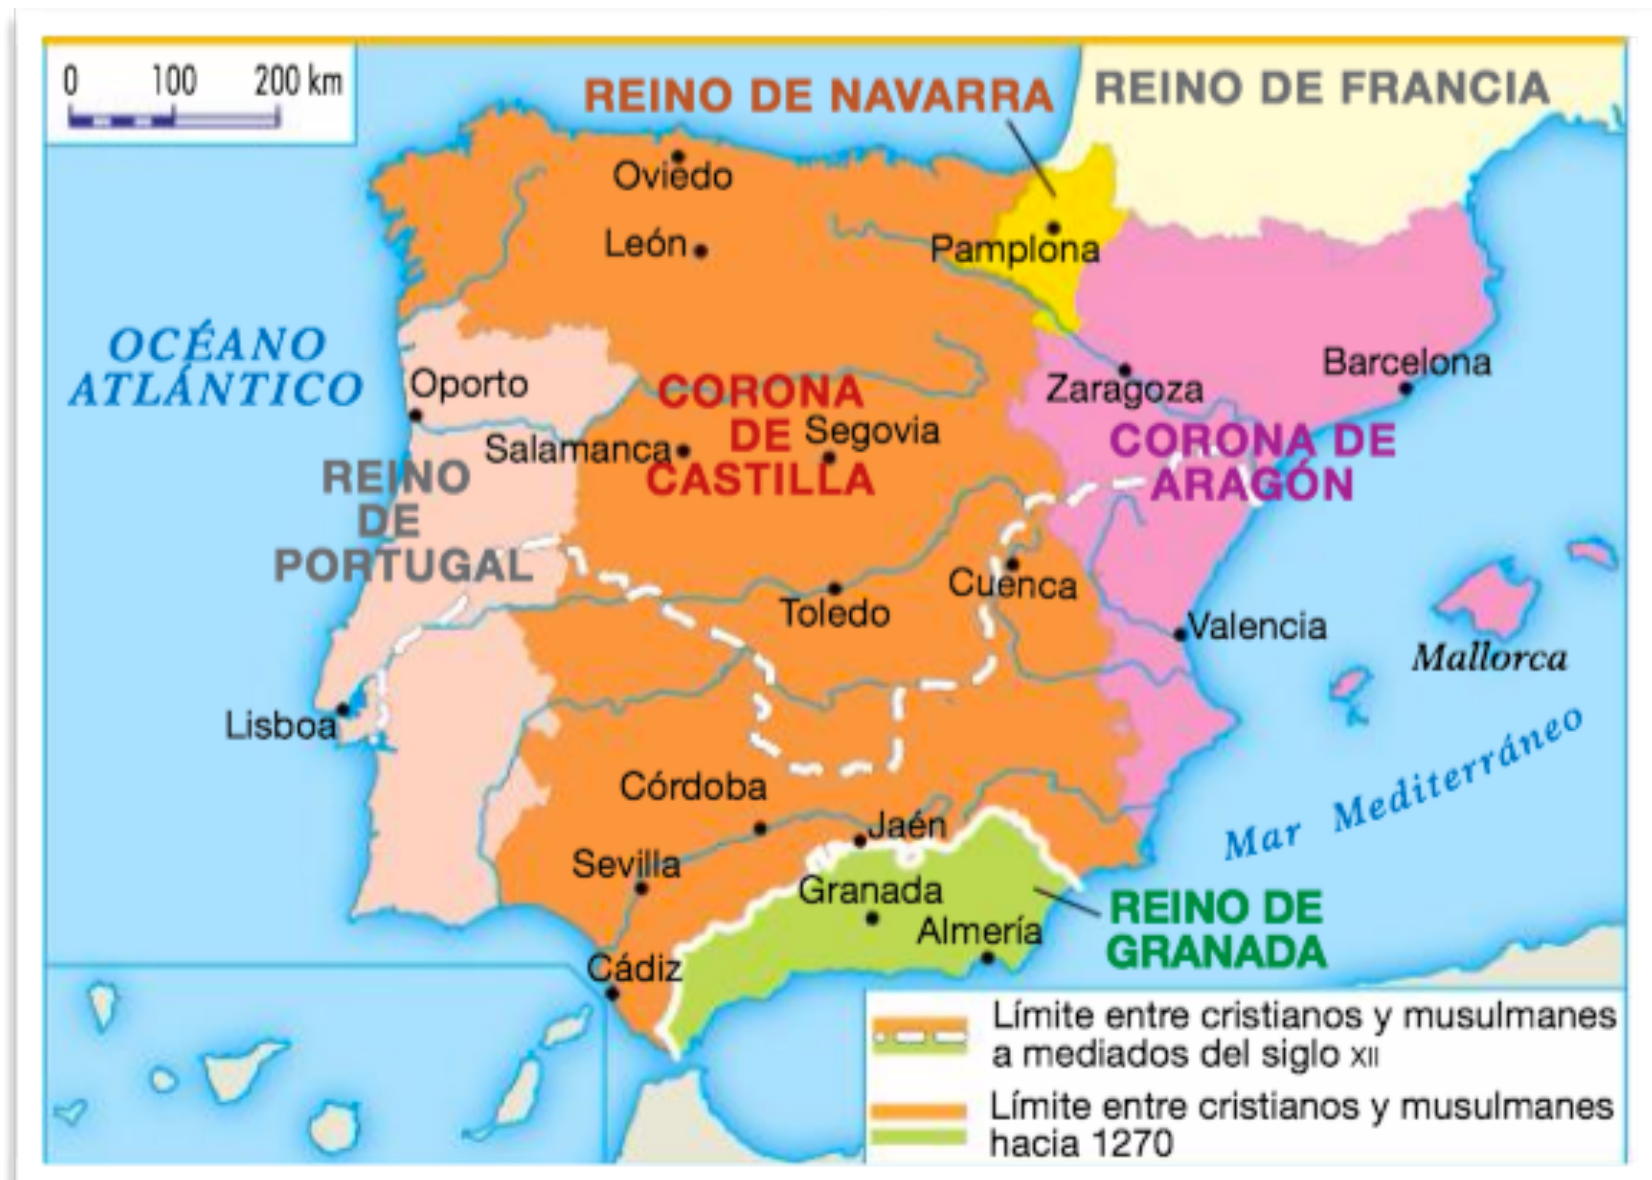 0 100 200 km
REINO DE NAVARRA
REINO DE FRANCIA
Oviedo
León
Pamplona
OCÉANO
ATLÁNTICO
Oporto
Zaragoza
Barcelona
CORONA
DE
CASTILLA
Salamanca
Segovia
CORONA DE
ARAGÓN
REINO
DE
PORTUGAL
Cuenca
Toledo
Valencia
Mallorca
Lisboa
Mar Mediterráneo
Córdoba
Jaén
Sevilla
Granada
Almería
REINO DE
GRANADA
Cádiz
Límite entre cristianos y musulmanes
a mediados del siglo XII
Límite entre cristianos y musulmanes
hacia 1270